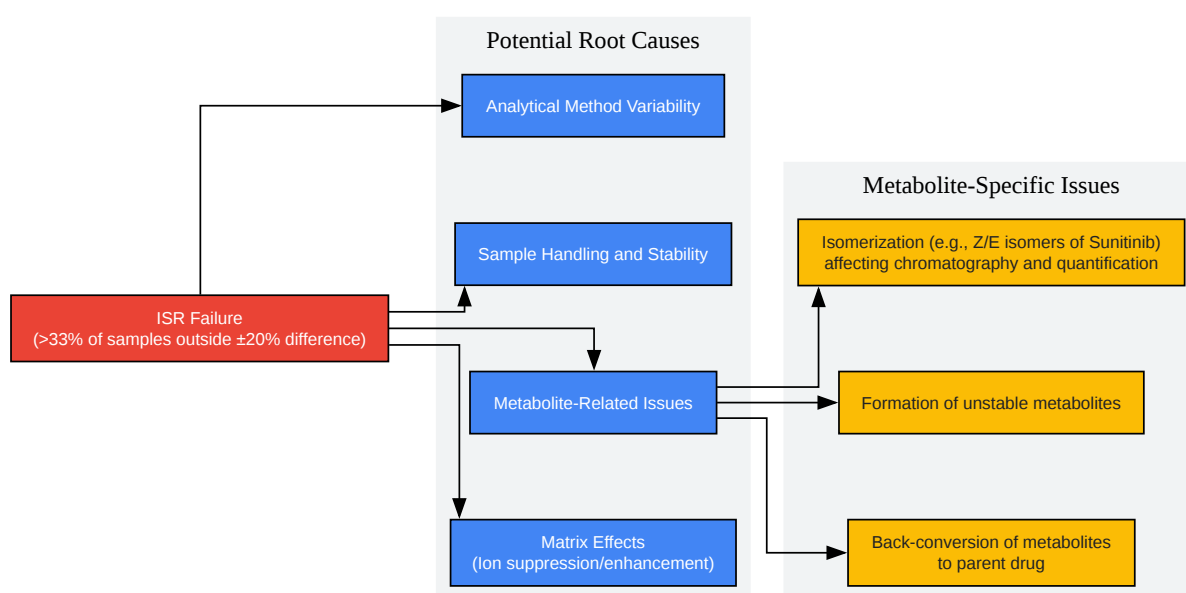 Potential Root Causes
Analytical Method Variability
Sample Handling and Stability
ISR Failure
(>33% of samples outside ±20% difference)
Metabolite-Related Issues
Matrix Effects
(Ion suppression/enhancement)
Metabolite-Specific Issues
Isomerization (e.g., Z/E isomers of Sunitinib)
affecting chromatography and quantification
Formation of unstable metabolites
Back-conversion of metabolites
to parent drug